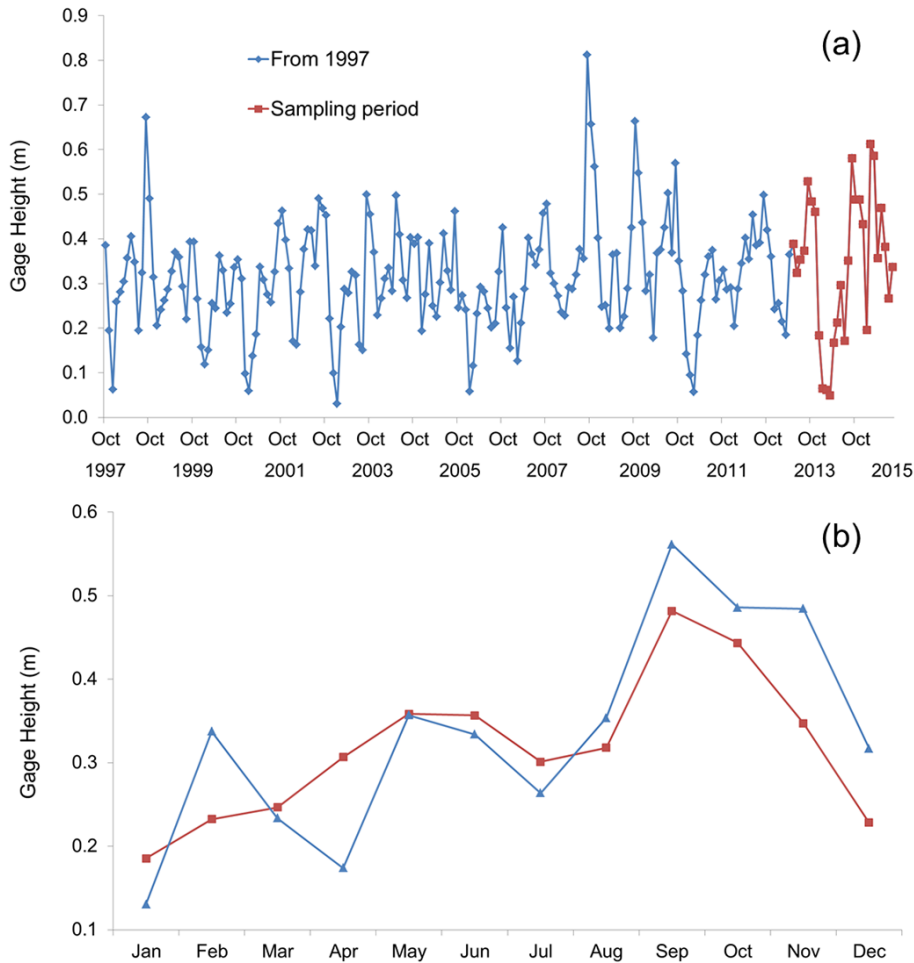 (a)
From 1997
Sampling period
Gage Height (m)
0.9
0.8
0.7
0.6
0.5
0.4
0.3
0.2
0.1
0.0
Oct Oct Oct Oct Oct Oct Oct Oct Oct Oct Oct Oct Oct Oct Oct Oct Oct Oct
1997 1999 2001 2003 2005 2007 2009 2011 2013 2015
(b)
Gage Height (m)
0.6
0.5
0.4
0.3
0.2
0.1
Jan Feb Mar Apr May Jun Jul Aug Sep Oct Nov Dec